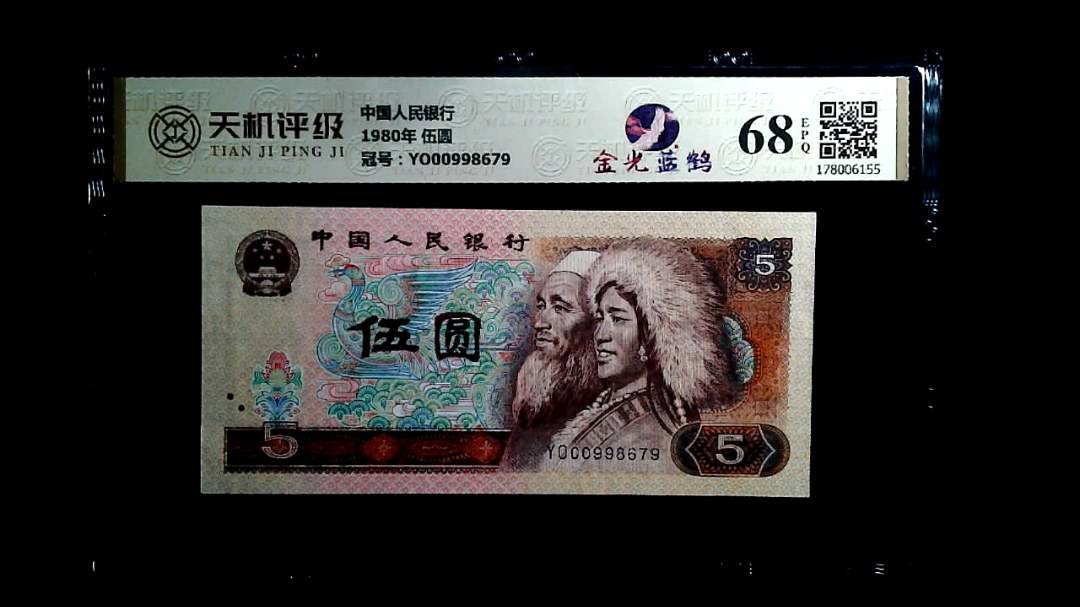 天机评级
TIAN JI PING JI
中国人民银行
1980年 伍圆
冠号：YO00998679
金光蓝鹤
68
EPQ
178006155
中国人民银行
5
伍圆
5
YO00998679
5